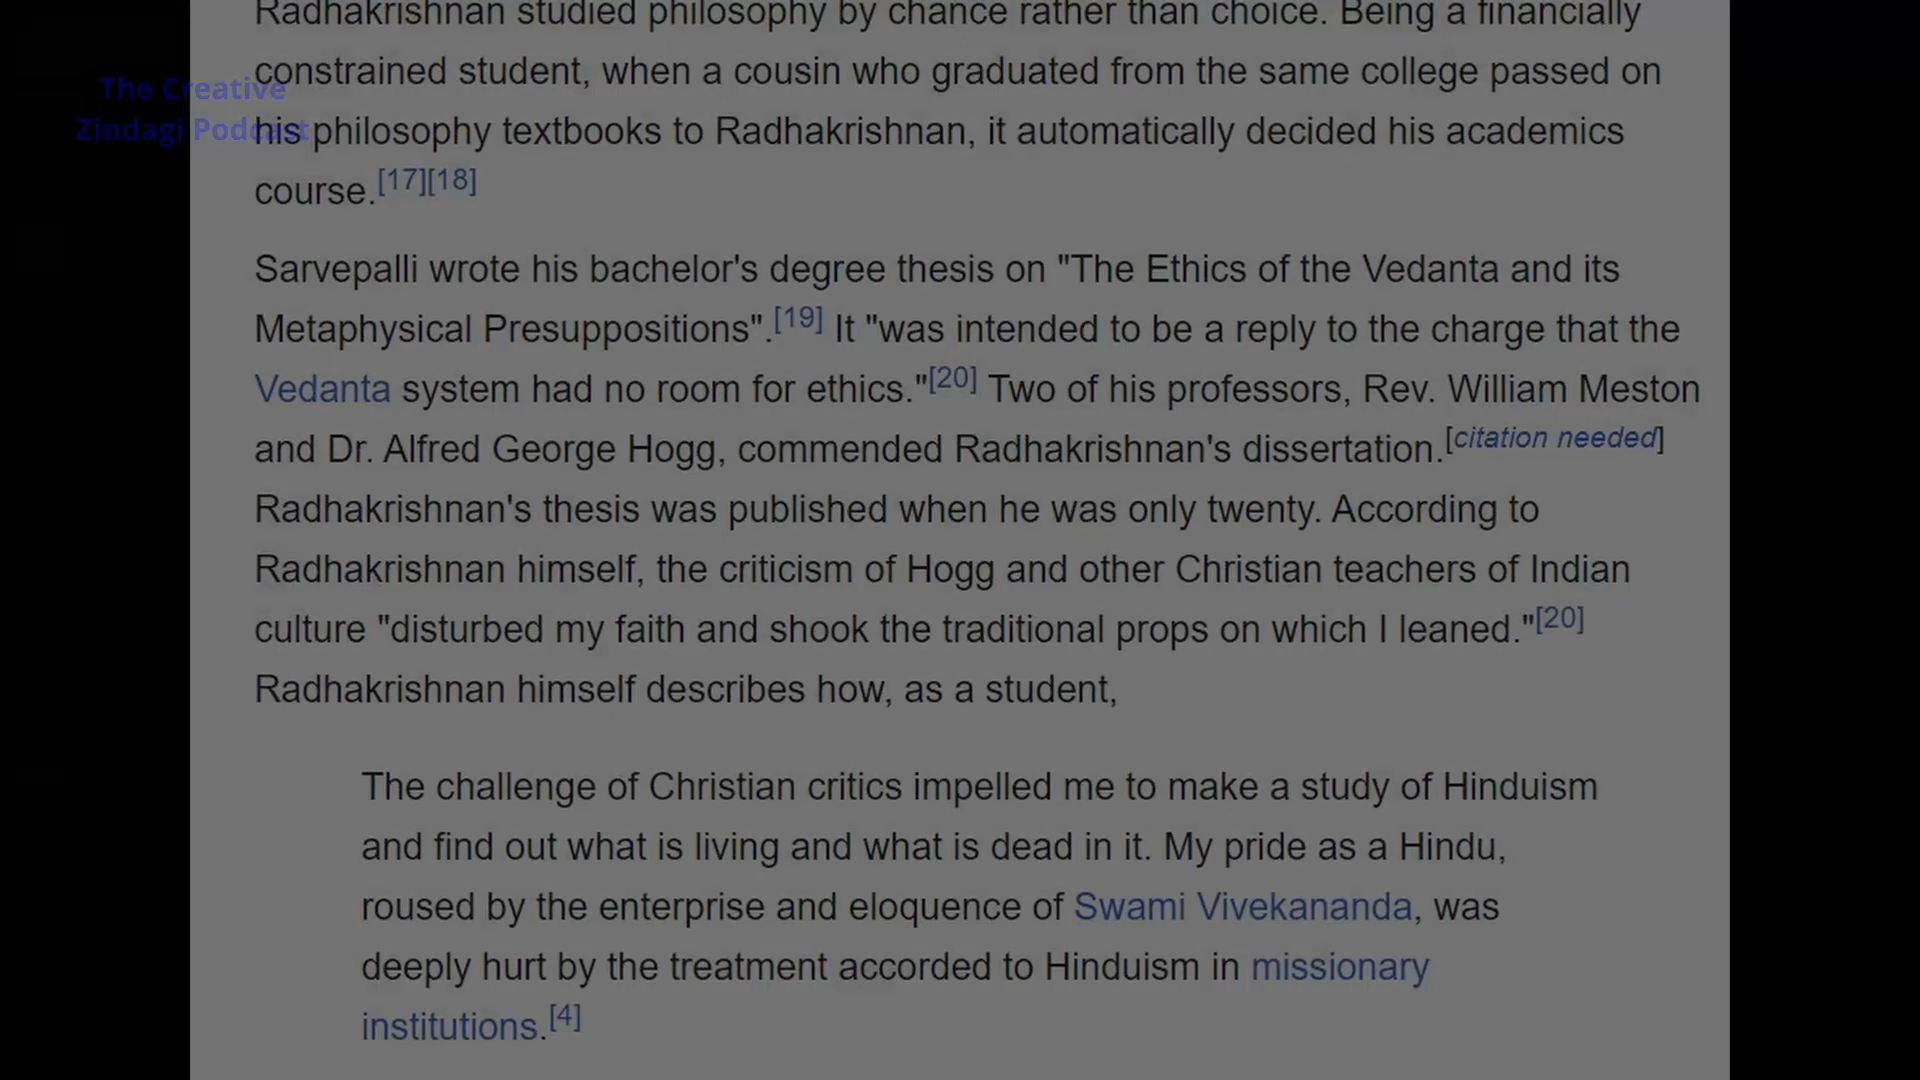 Radhakrishnan studied philosophy by chance rather than choice. Being a financially
constrained student, when a cousin who graduated from the same college passed on
his philosophy textbooks to Radhakrishnan, it automatically decided his academics
course.[17][18]
The Creative
Zindagi Podcast
Sarvepalli wrote his bachelor's degree thesis on "The Ethics of the Vedanta and its
Metaphysical Presuppositions".[19] It "was intended to be a reply to the charge that the
Vedanta system had no room for ethics."[20] Two of his professors, Rev. William Meston
and Dr. Alfred George Hogg, commended Radhakrishnan's dissertation.[citation needed]
Radhakrishnan's thesis was published when he was only twenty. According to
Radhakrishnan himself, the criticism of Hogg and other Christian teachers of Indian
culture "disturbed my faith and shook the traditional props on which I leaned."[20]
Radhakrishnan himself describes how, as a student,
The challenge of Christian critics impelled me to make a study of Hinduism
and find out what is living and what is dead in it. My pride as a Hindu,
roused by the enterprise and eloquence of Swami Vivekananda, was
deeply hurt by the treatment accorded to Hinduism in missionary
institutions.[4]